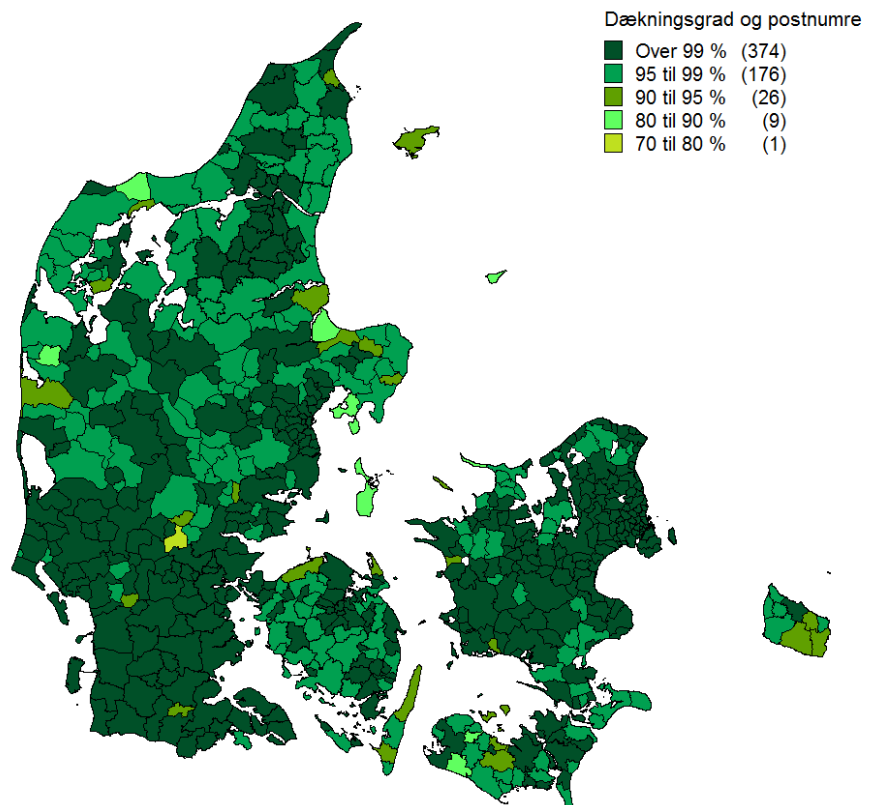 Dækningsgrad og postnumre
Over 99 % (374)
95 til 99 % (176)
90 til 95 % (26)
80 til 90 % (9)
70 til 80 % (1)